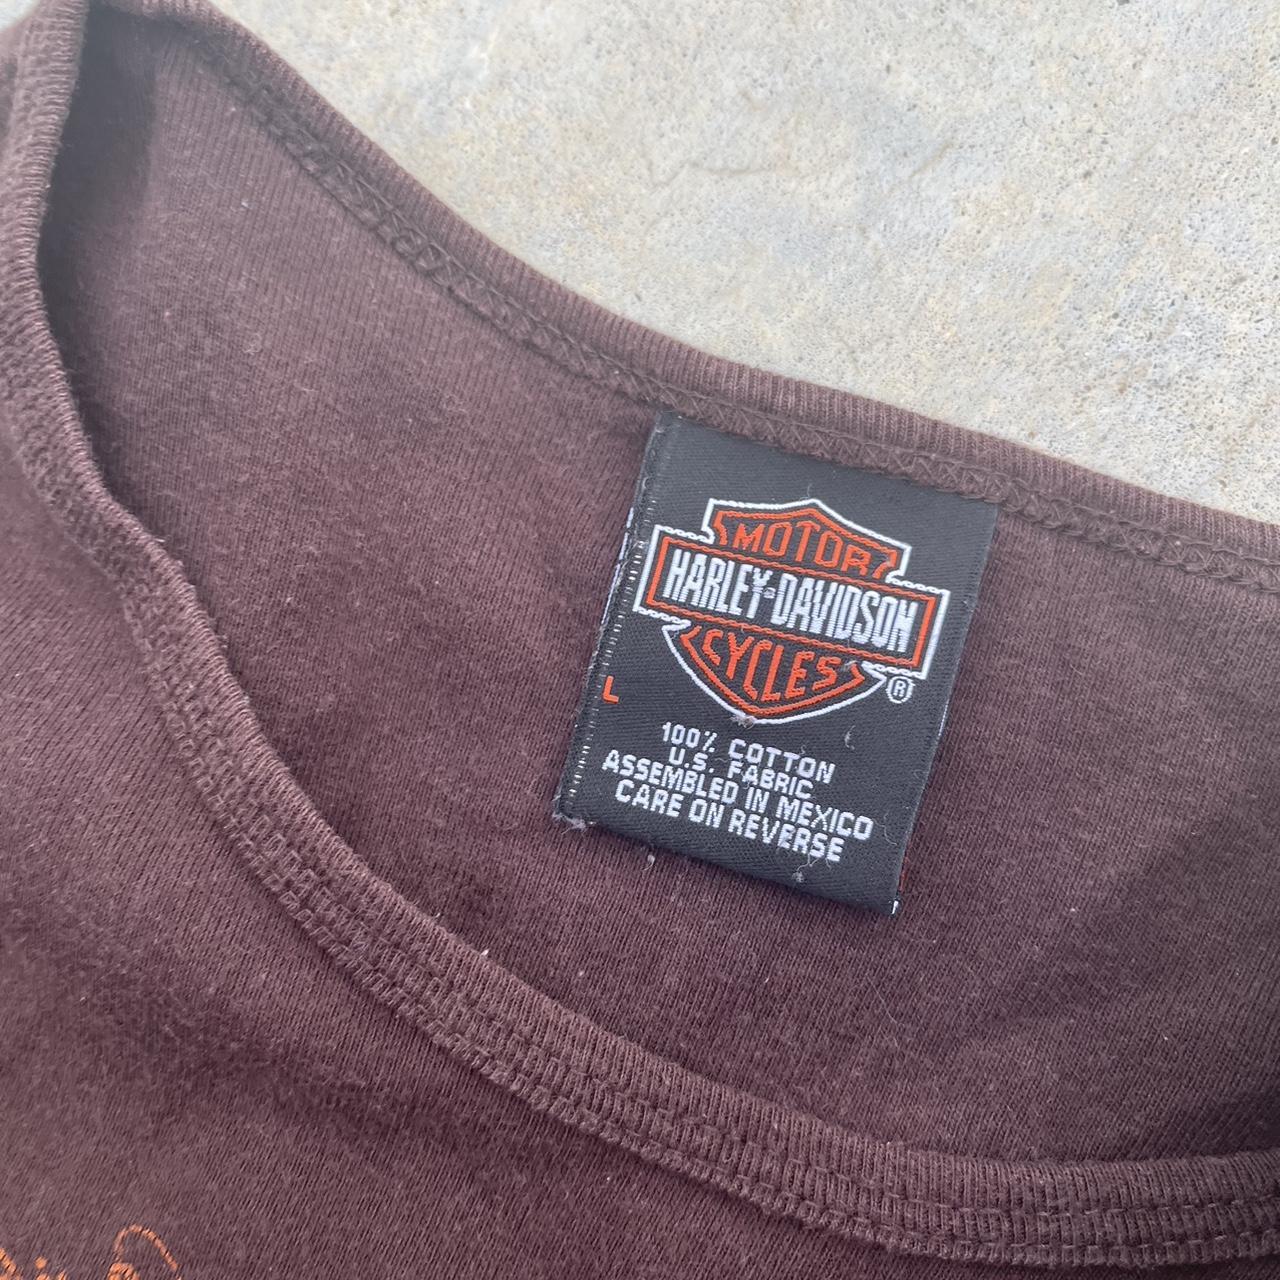 MOTOR
HARLEY-DAVIDSON
CYCLES
®
L
100% COTTON
U.S. FABRIC
ASSEMBLED IN MEXICO
CARE ON REVERSE